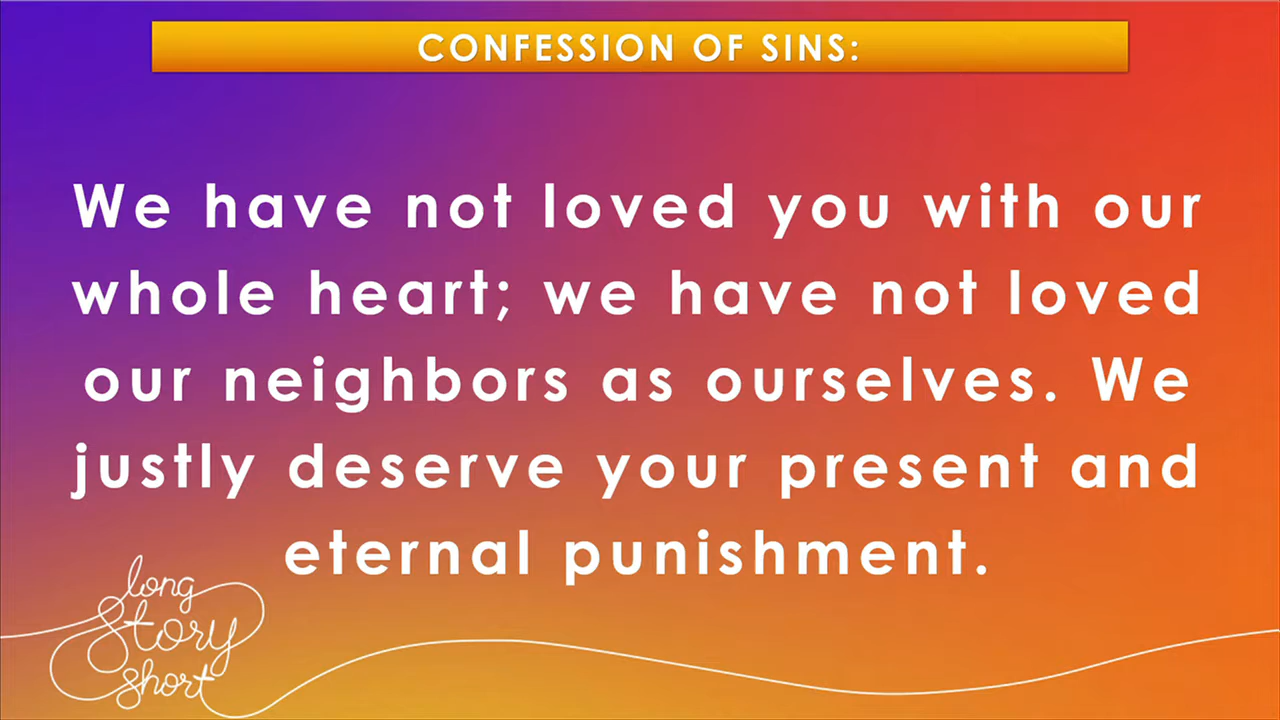 CONFESSION OF SINS:
We have not loved you with our
whole heart; we have not loved
our neighbors as ourselves. We
justly deserve your present and
eternal punishment.
long
Story
short